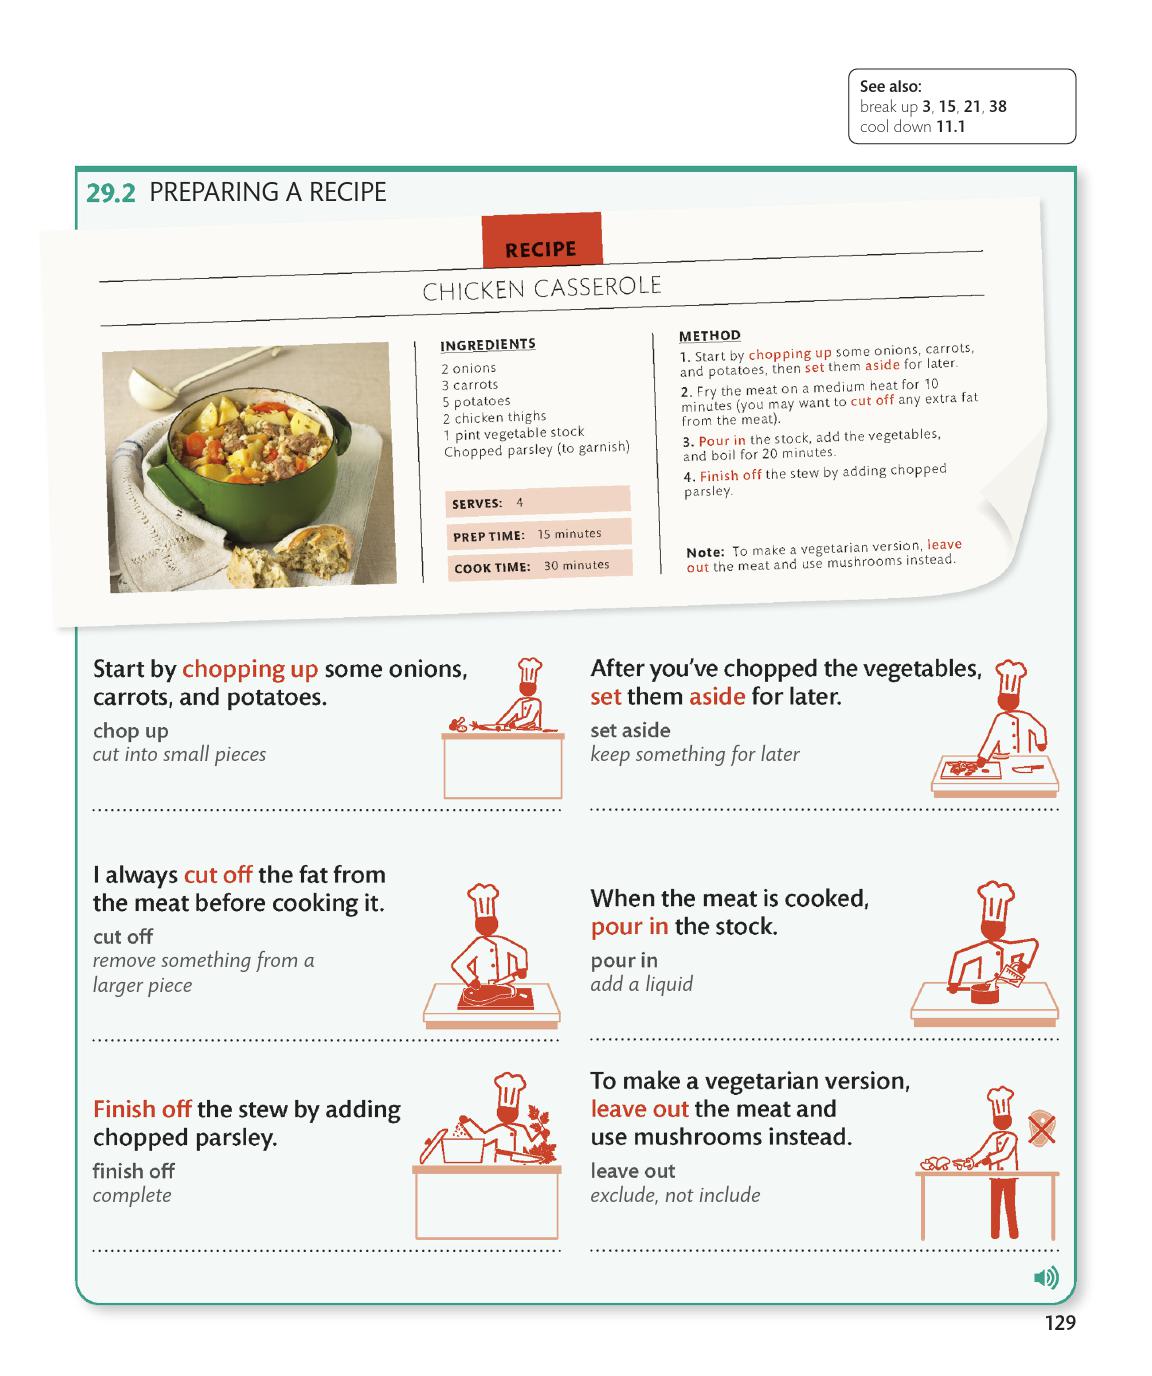 See also:
break up 3, 15, 21, 38
cool down 11.1
29.2 PREPARING A RECIPE
RECIPE
CHICKEN CASSEROLE
INGREDIENTS
2 onions
3 carrots
5 potatoes
2 chicken thighs
1 pint vegetable stock
Chopped parsley (to garnish)
SERVES: 4
PREP TIME: 15 minutes
COOK TIME: 30 minutes
METHOD
1. Start by chopping up some onions, carrots,
and potatoes, then set them aside for later.
2. Fry the meat on a medium heat for 10
minutes (you may want to cut off any extra fat
from the meat).
3. Pour in the stock, add the vegetables,
and boil for 20 minutes.
4. Finish off the stew by adding chopped
parsley.
Note: To make a vegetarian version, leave
out the meat and use mushrooms instead.
Start by chopping up some onions,
carrots, and potatoes.
chop up
cut into small pieces
After you've chopped the vegetables,
set them aside for later.
set aside
keep something for later
I always cut off the fat from
the meat before cooking it.
cut off
remove something from a
larger piece
When the meat is cooked,
pour in the stock.
pour in
add a liquid
Finish off the stew by adding
chopped parsley.
finish off
complete
To make a vegetarian version,
leave out the meat and
use mushrooms instead.
leave out
exclude, not include
129